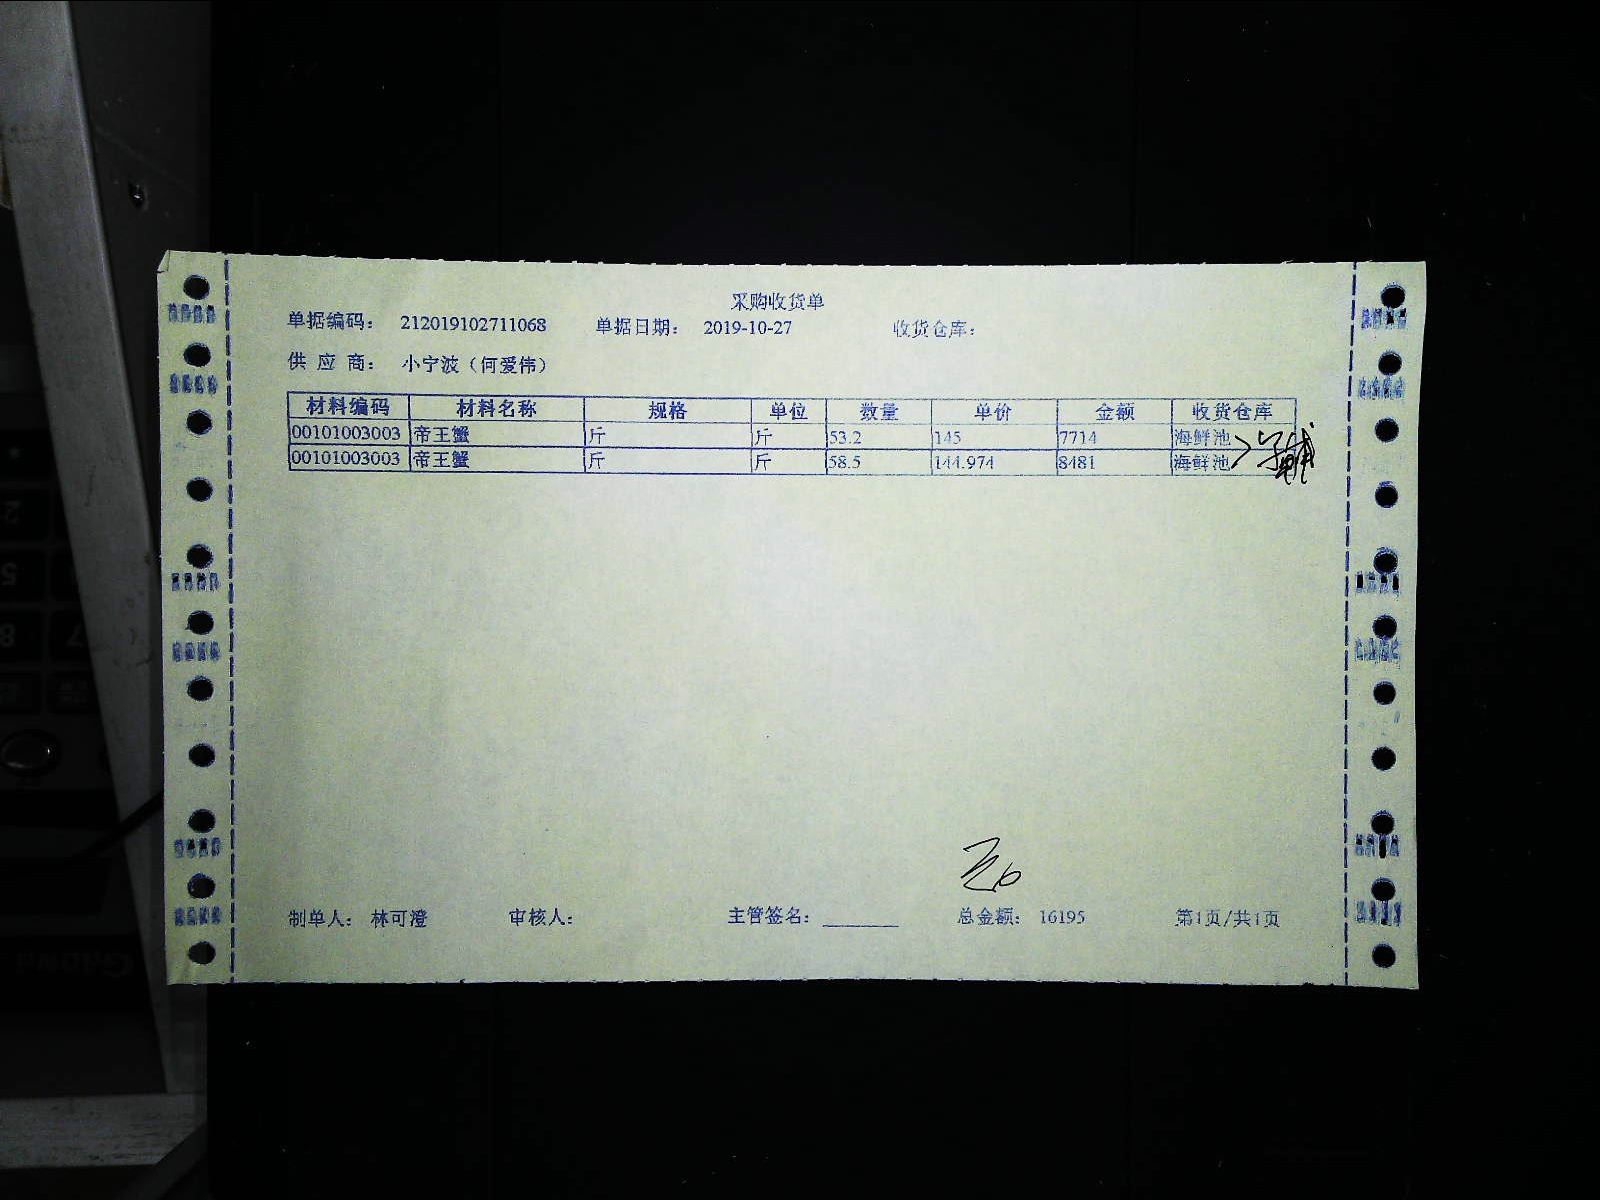 采购收货单
单据编码： 212019102711068 单据日期： 2019-10-27 收货仓库：
供 应 商： 小宁波（何爱伟）
材料编码 材料名称 规格 单位 数量 单价 金额 收货仓库
00101003003 帝王蟹 斤 斤 53.2 145 7714 海鲜池
00101003003 帝王蟹 斤 斤 58.5 144.974 8481 海鲜池
制单人： 林可澄 审核人： 主管签名： 总金额： 16195 第1页/共1页